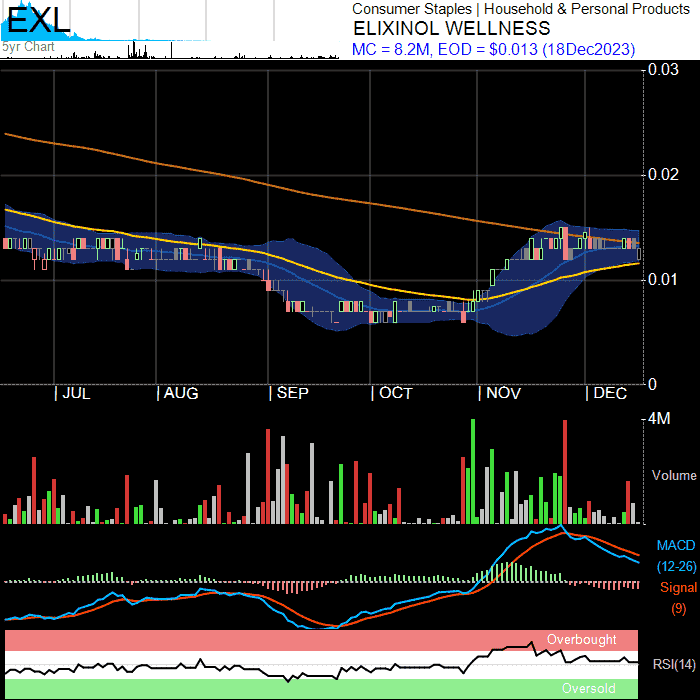 EXL
5yr Chart
Consumer Staples | Household & Personal Products
ELIXINOL WELLNESS
MC = 8.2M, EOD = $0.013 (18Dec2023)
0.03
0.02
0.01
0
| JUL | AUG | SEP | OCT | NOV | DEC
4M
Volume
MACD
(12-26)
Signal
(9)
Overbought
RSI(14)
Oversold